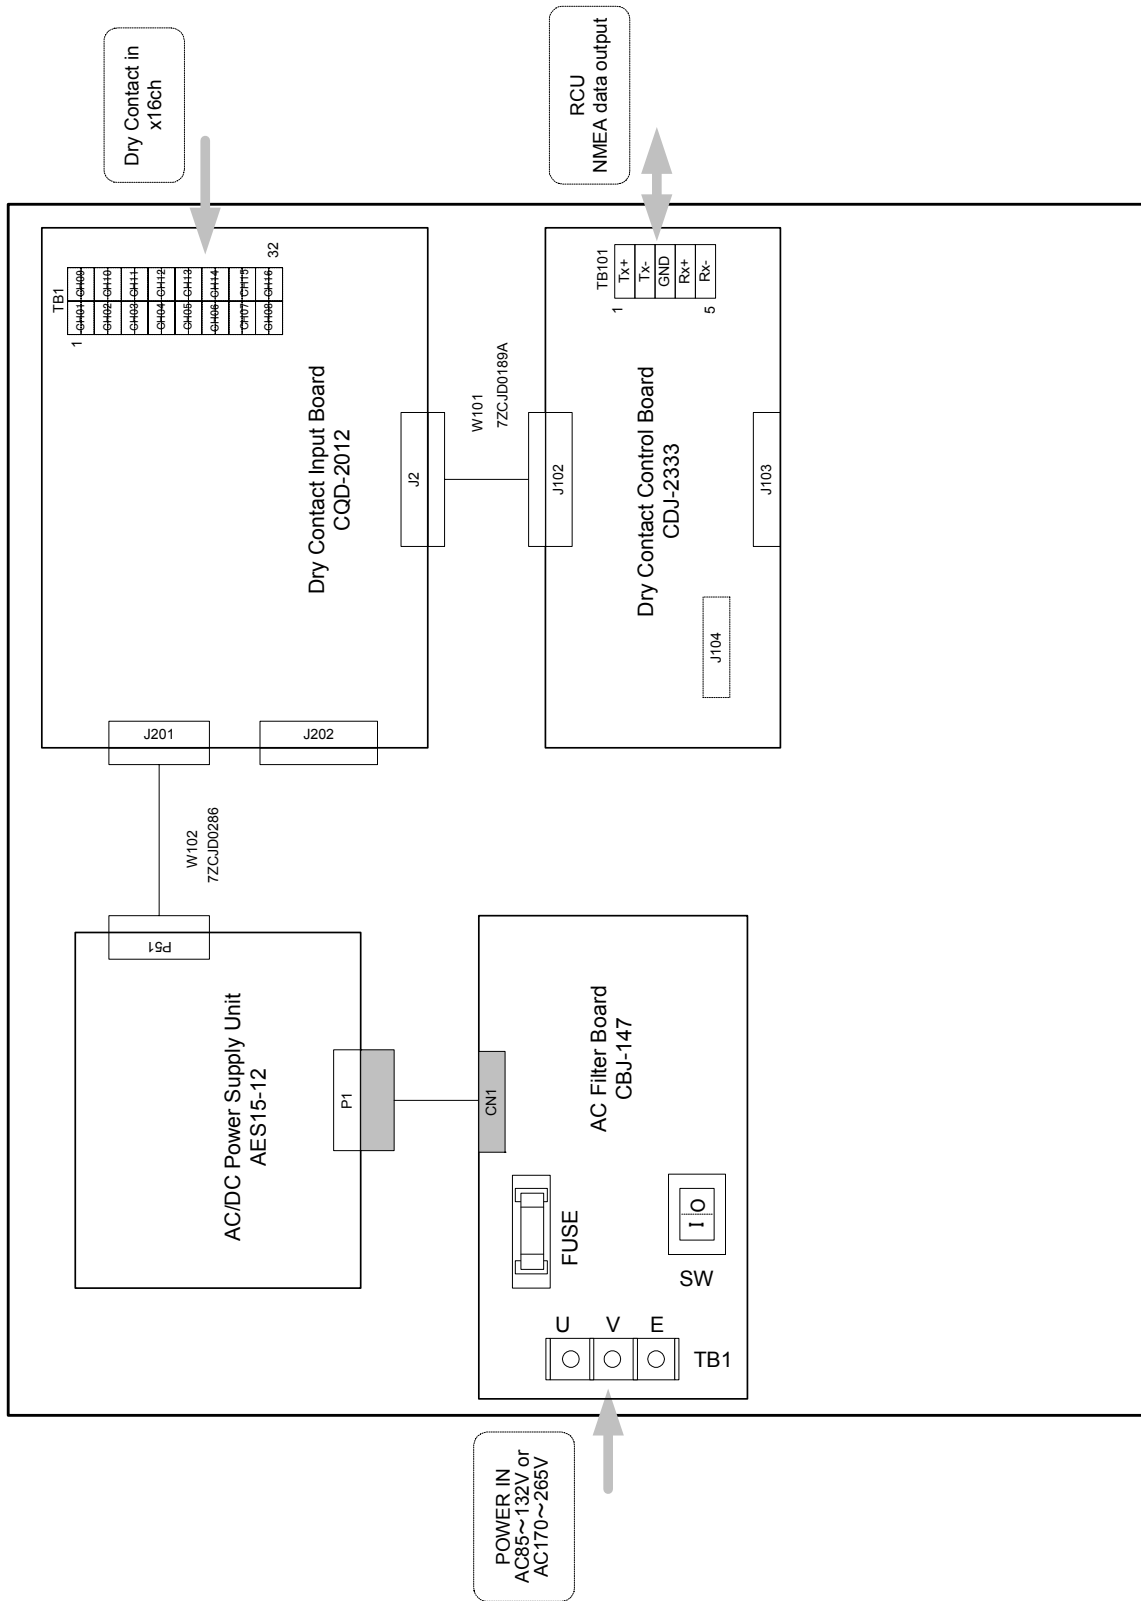 Dry Contact in
x16ch
RCU
NMEA data output
TB1
1
CH01
CH09
CH02
CH10
CH03
CH11
CH04
CH12
CH05
CH13
CH06
CH14
CH07
CH15
CH08
CH16
32
Dry Contact Input Board
CQD-2012
J2
J201
J202
W101
7ZCJD0189A
TB101
1
Tx+
Tx-
GND
Rx+
Rx-
5
J102
Dry Contact Control Board
CDJ-2333
J103
J104
W102
7ZCJD0286
P51
AC/DC Power Supply Unit
AES15-12
P1
CN1
AC Filter Board
CBJ-147
FUSE
I O
SW
U
V
E
TB1
POWER IN
AC85～132V or
AC170～265V